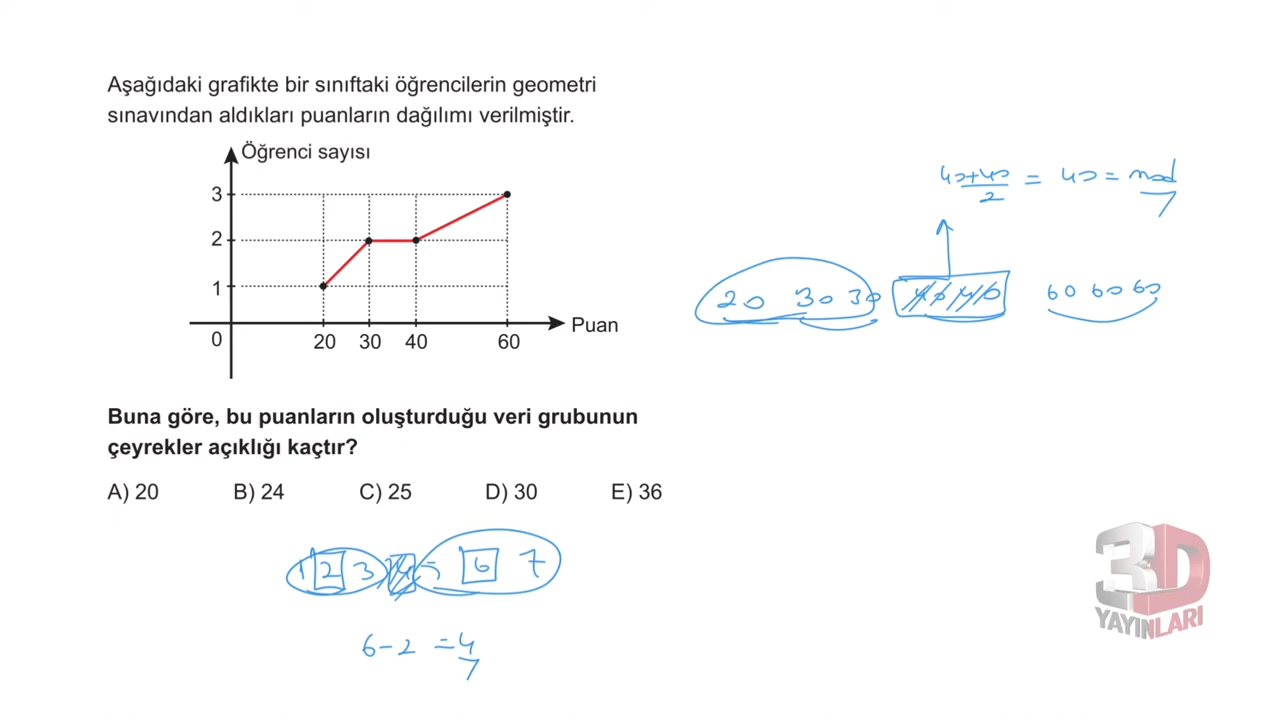 Aşağıdaki grafikte bir sınıftaki öğrencilerin geometri
sınavından aldıkları puanların dağılımı verilmiştir.
Öğrenci sayısı
3
2
1
0
20 30 40 60
Puan
Buna göre, bu puanların oluşturduğu veri grubunun
çeyrekler açıklığı kaçtır?
A) 20 B) 24 C) 25 D) 30 E) 36
1 2 3 4 5 6 7
6-2 = 4
40+40/2 = 40 =
20 30 30 40 40 60 60 60
3D
YAYINLARI